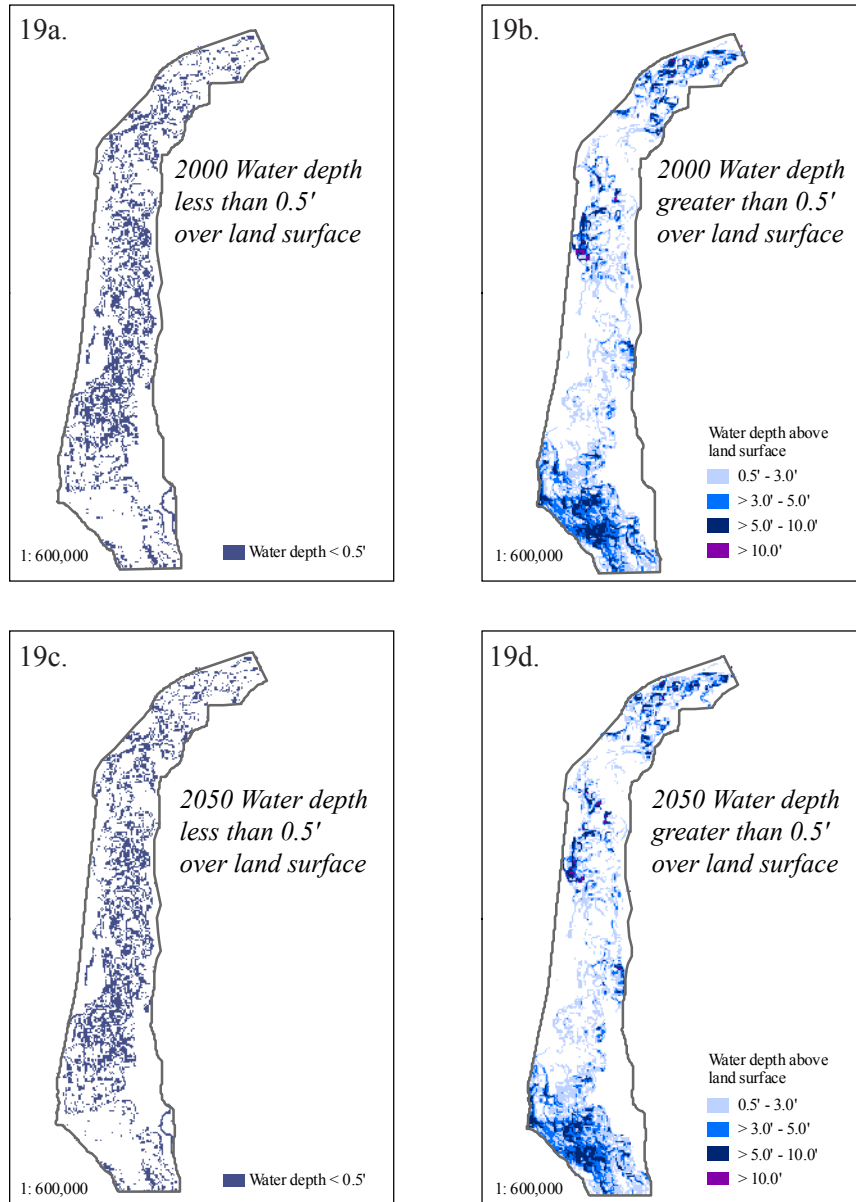 19a.
2000 Water depth
less than 0.5'
over land surface
1: 600,000
Water depth < 0.5'
19b.
2000 Water depth
greater than 0.5'
over land surface
Water depth above
land surface
0.5' - 3.0'
> 3.0' - 5.0'
> 5.0' - 10.0'
> 10.0'
1: 600,000
19c.
2050 Water depth
less than 0.5'
over land surface
1: 600,000
Water depth < 0.5'
19d.
2050 Water depth
greater than 0.5'
over land surface
Water depth above
land surface
0.5' - 3.0'
> 3.0' - 5.0'
> 5.0' - 10.0'
> 10.0'
1: 600,000